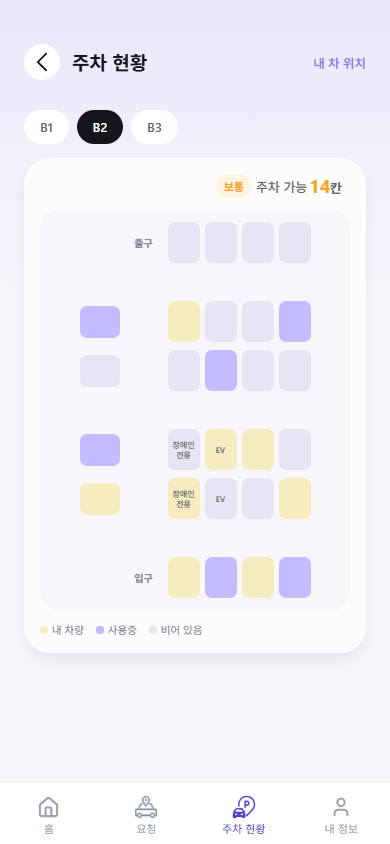 주차 현황
내 차 위치
B1
B2
B3
보통 주차 가능 14칸
출구
장애인
전용
EV
장애인
전용
EV
입구
내 차량 사용중 비어 있음
홈
요청
주차 현황
내 정보